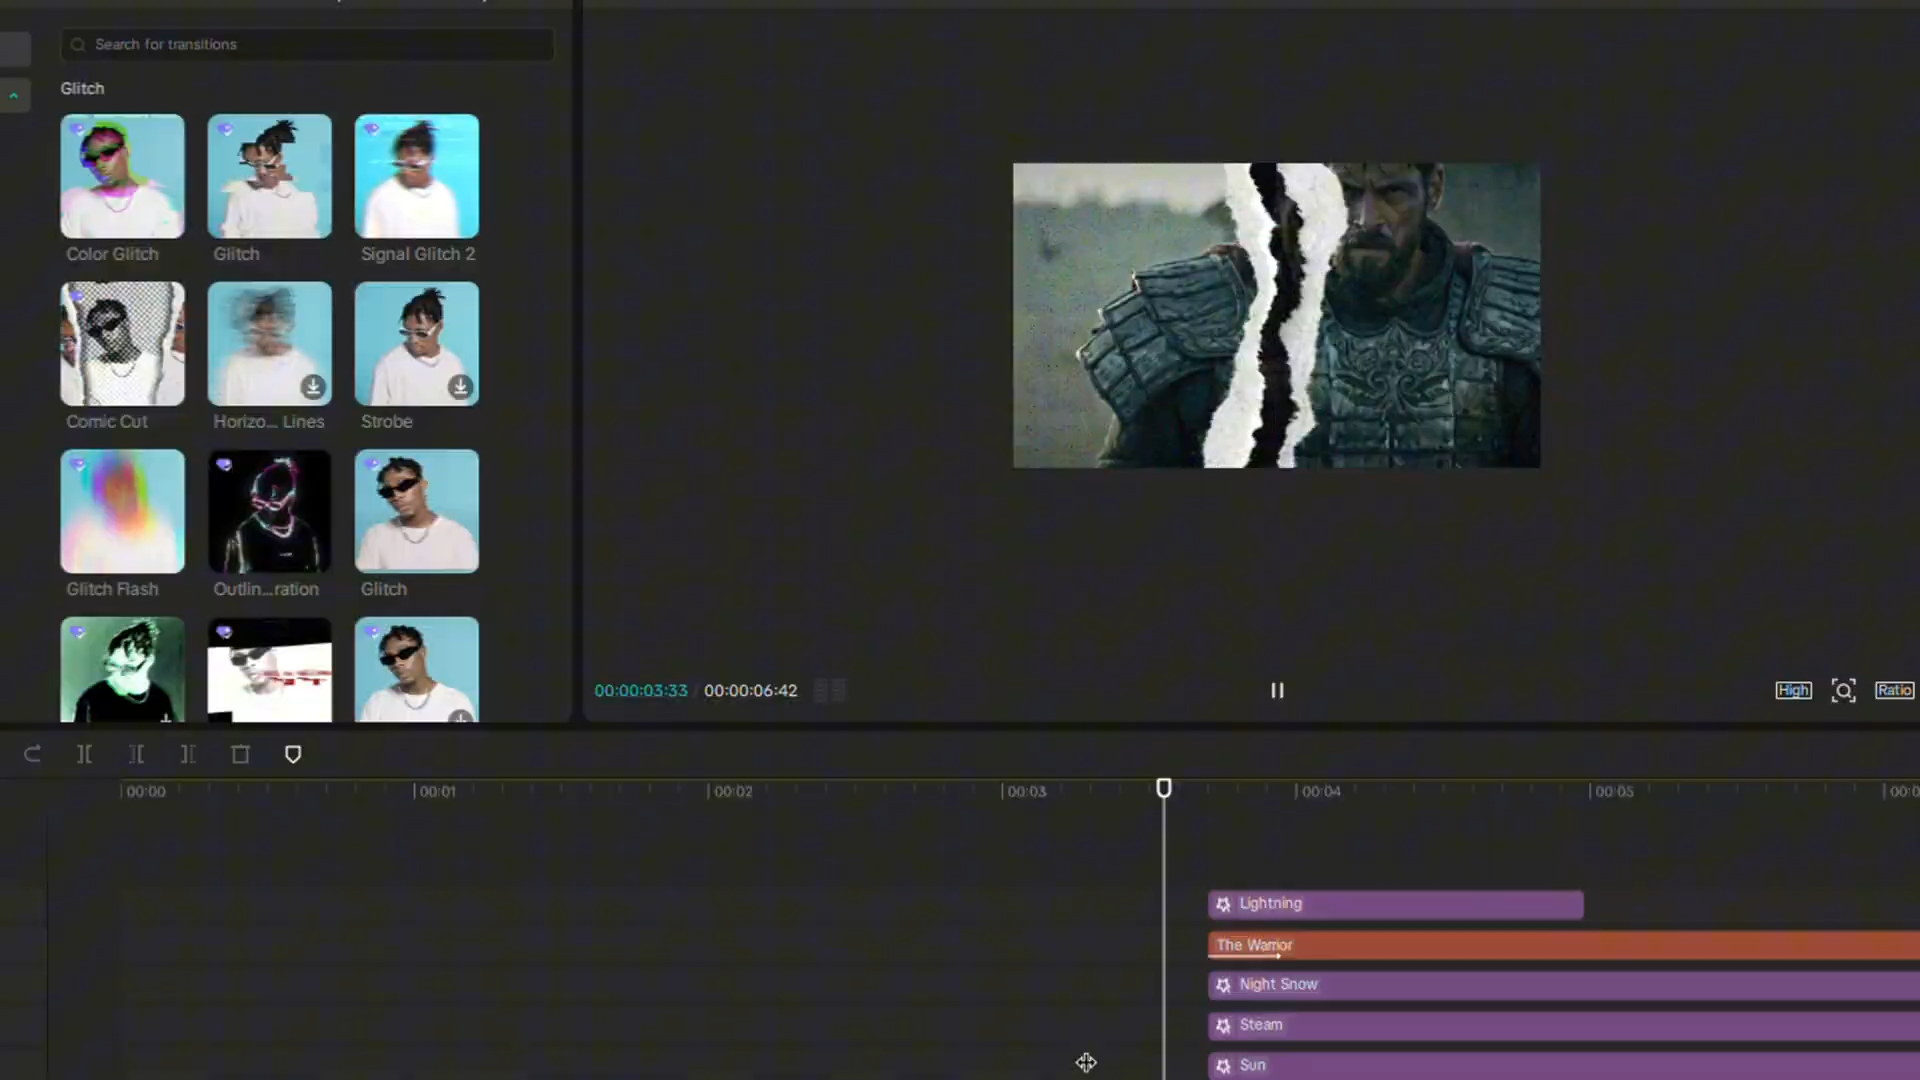 Search for transitions
Glitch
Color Glitch
Glitch
Signal Glitch 2
Comic Cut
Horizo... Lines
Strobe
Glitch Flash
Outlin...ration
Glitch
00:00:03:33 / 00:00:06:42
High
Ratio
00:00
00:01
00:02
00:03
00:04
00:05
00:0
Lightning
The Warrior
Night Snow
Steam
Sun